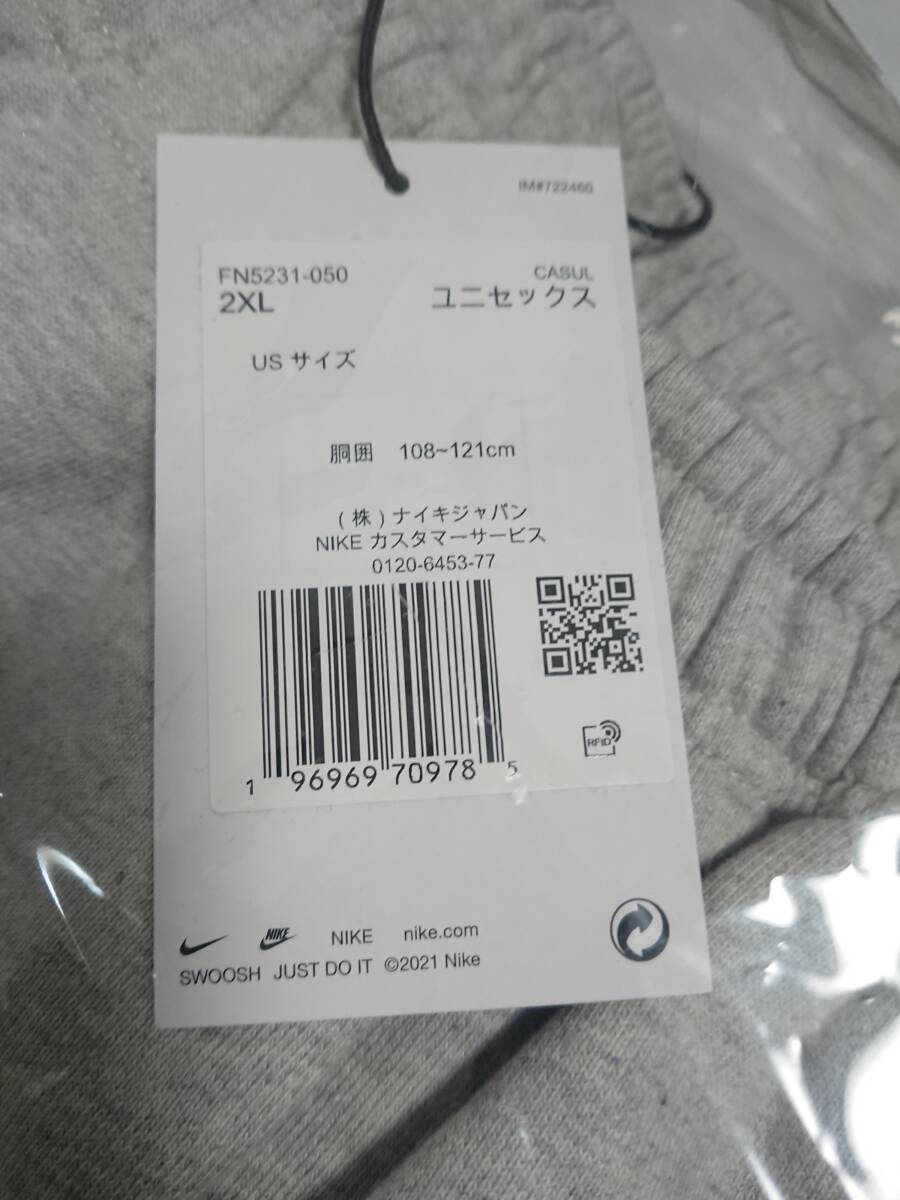 IM#722460
FN5231-050 CASUL
2XL ユニセックス
US サイズ
胴囲 108~121cm
(株)ナイキジャパン
NIKE カスタマーサービス
0120-6453-77
1 96969 70978 5
RFID
NIKE NIKE nike.com
SWOOSH JUST DO IT ©2021 Nike